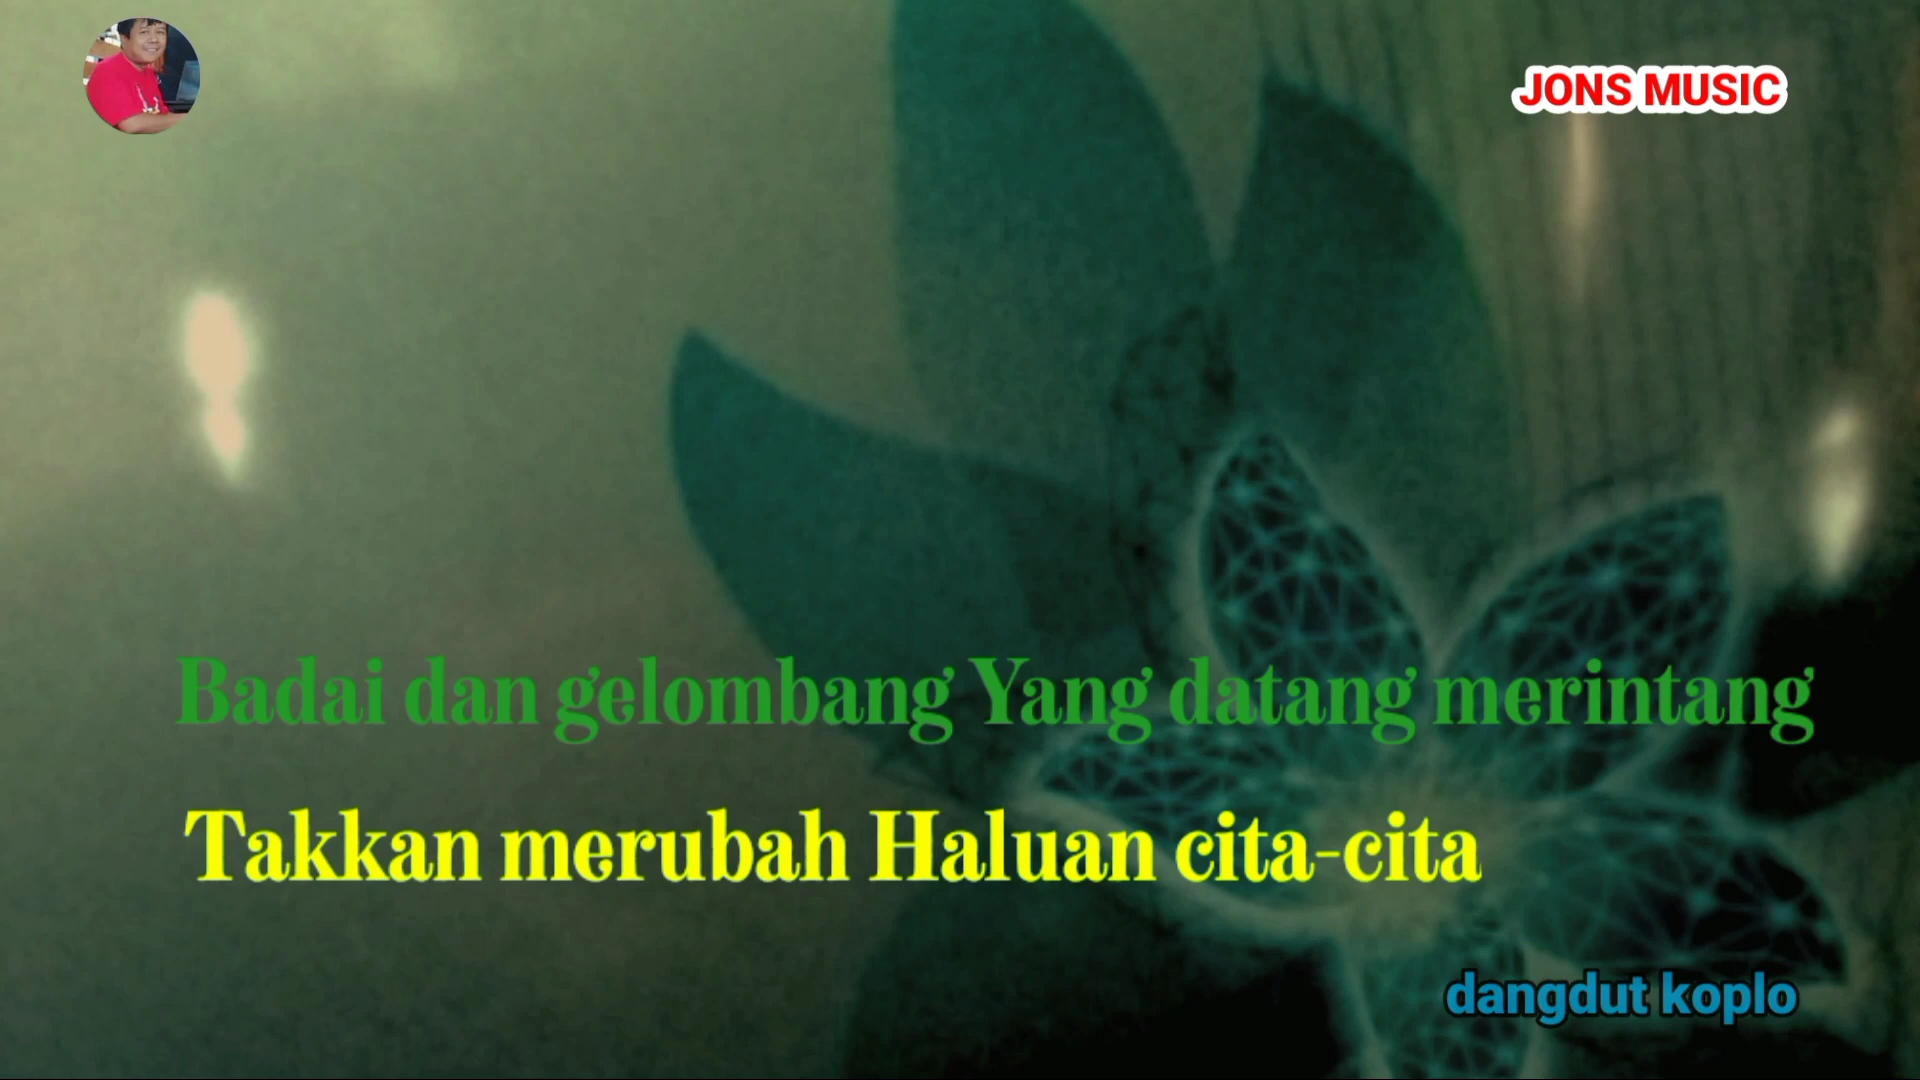 JONS MUSIC
Badai dan gelombang Yang datang merintang
Takkan merubah Haluan cita-cita
dangdut koplo